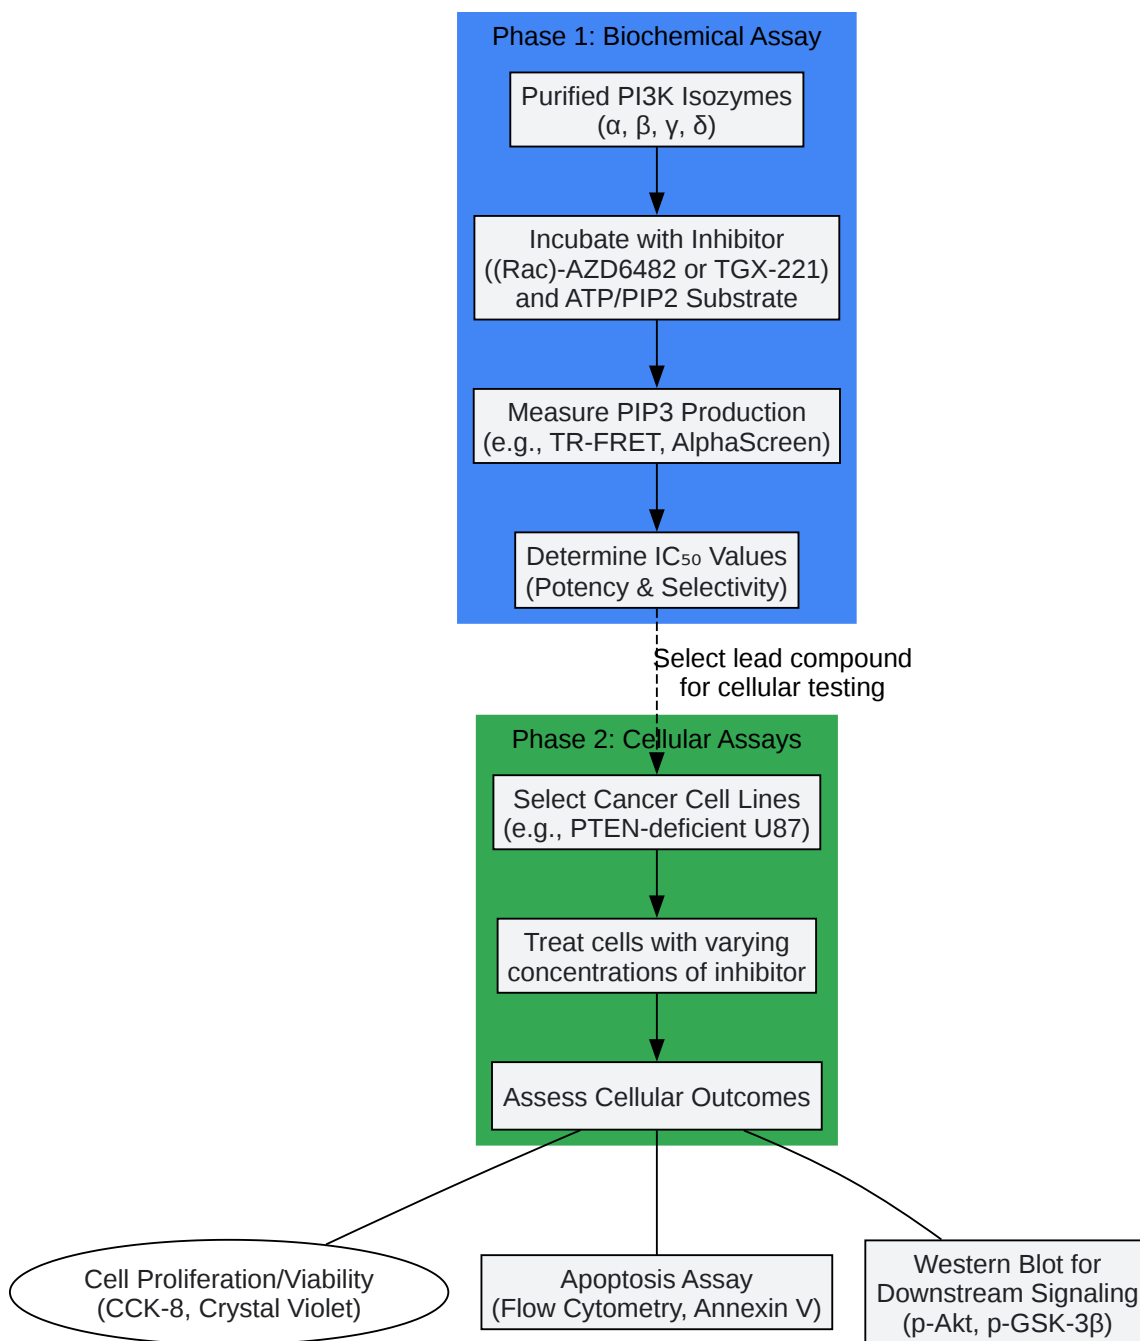 Phase 1: Biochemical Assay
Purified PI3K Isozymes
(α, β, γ, δ)
Incubate with Inhibitor
((Rac)-AZD6482 or TGX-221)
and ATP/PIP2 Substrate
Measure PIP3 Production
(e.g., TR-FRET, AlphaScreen)
Determine IC₅₀ Values
(Potency & Selectivity)
Select lead compound
for cellular testing
Phase 2: Cellular Assays
Select Cancer Cell Lines
(e.g., PTEN-deficient U87)
Treat cells with varying
concentrations of inhibitor
Assess Cellular Outcomes
Cell Proliferation/Viability
(CCK-8, Crystal Violet)
Apoptosis Assay
(Flow Cytometry, Annexin V)
Western Blot for
Downstream Signaling
(p-Akt, p-GSK-3β)